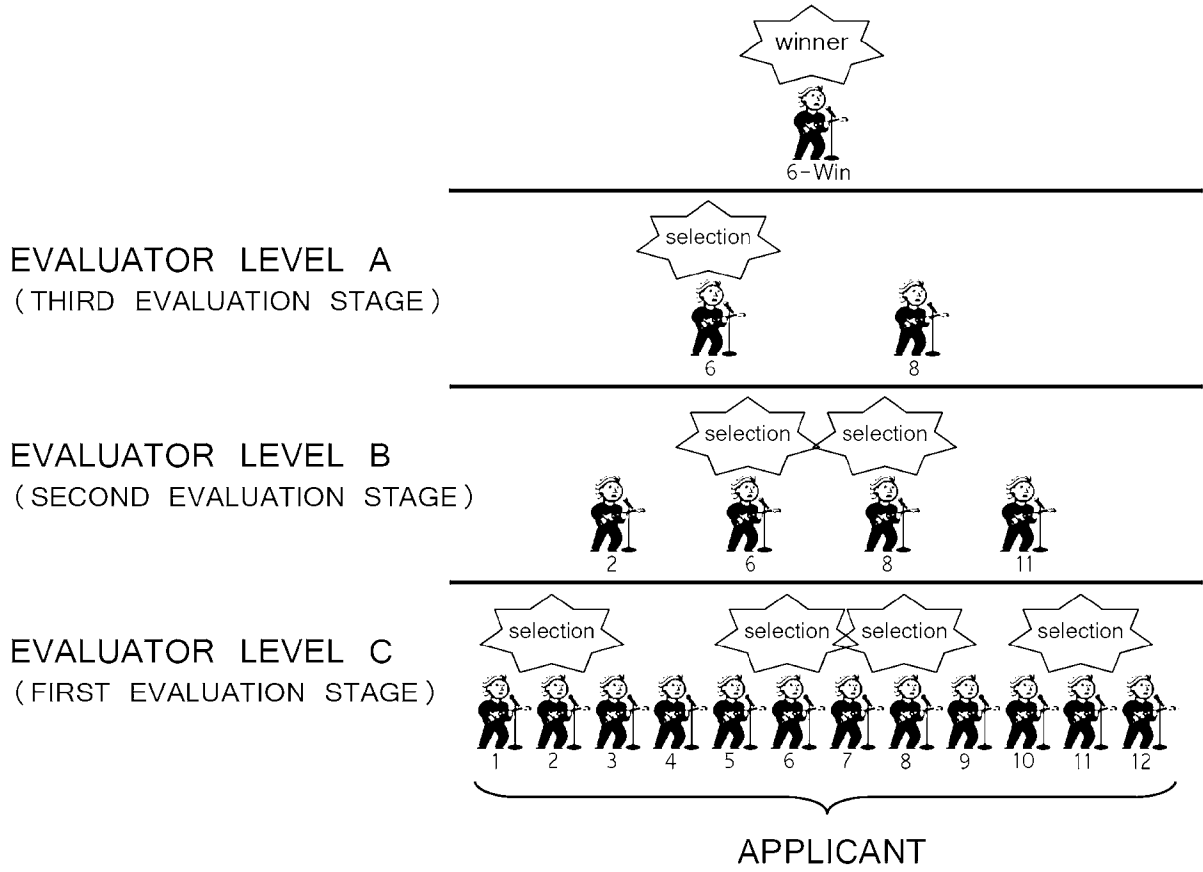 winner
6-Win
EVALUATOR LEVEL A
(THIRD EVALUATION STAGE)
selection
6
8
EVALUATOR LEVEL B
(SECOND EVALUATION STAGE)
selection selection
2 6 8 11
EVALUATOR LEVEL C
(FIRST EVALUATION STAGE)
selection selection selection selection
1 2 3 4 5 6 7 8 9 10 11 12
APPLICANT